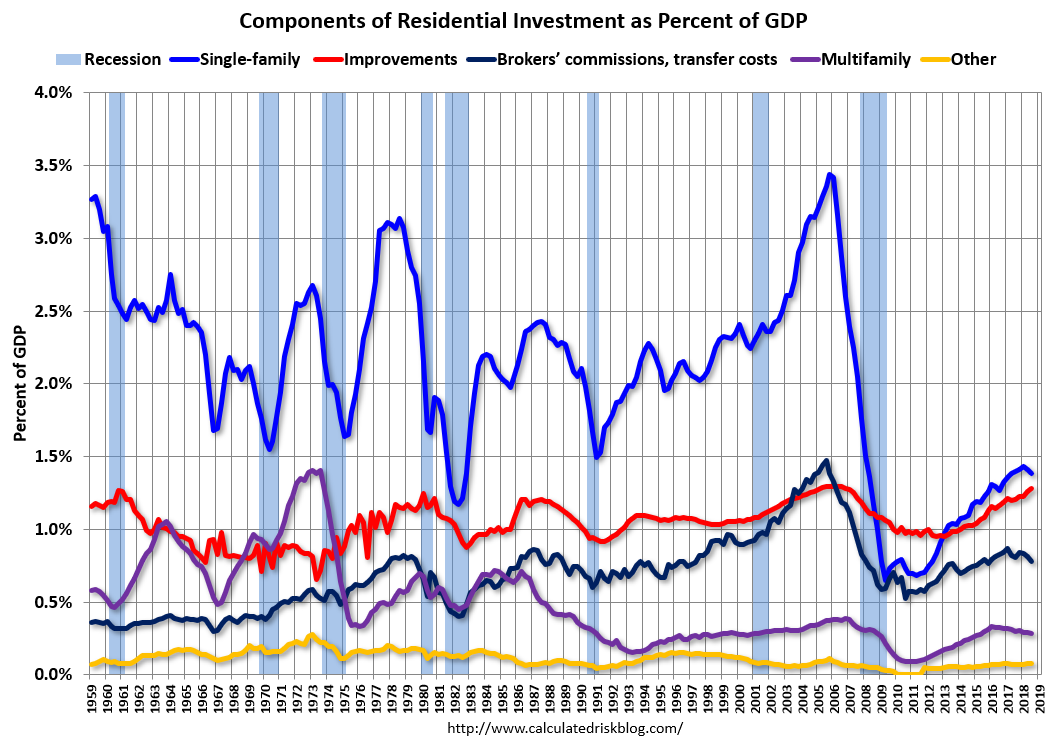 Components of Residential Investment as Percent of GDP
Recession Single-family Improvements Brokers' commissions, transfer costs Multifamily Other
4.0%
3.5%
3.0%
2.5%
2.0%
1.5%
1.0%
0.5%
0.0%
Percent of GDP
1959 1960 1961 1962 1963 1964 1965 1966 1967 1968 1969 1970 1971 1972 1973 1974 1975 1976 1977 1978 1979 1980 1981 1982 1983 1984 1985 1986 1987 1988 1989 1990 1991 1992 1993 1994 1995 1996 1997 1998 1999 2000 2001 2002 2003 2004 2005 2006 2007 2008 2009 2010 2011 2012 2013 2014 2015 2016 2017 2018 2019
http://www.calculatedriskblog.com/